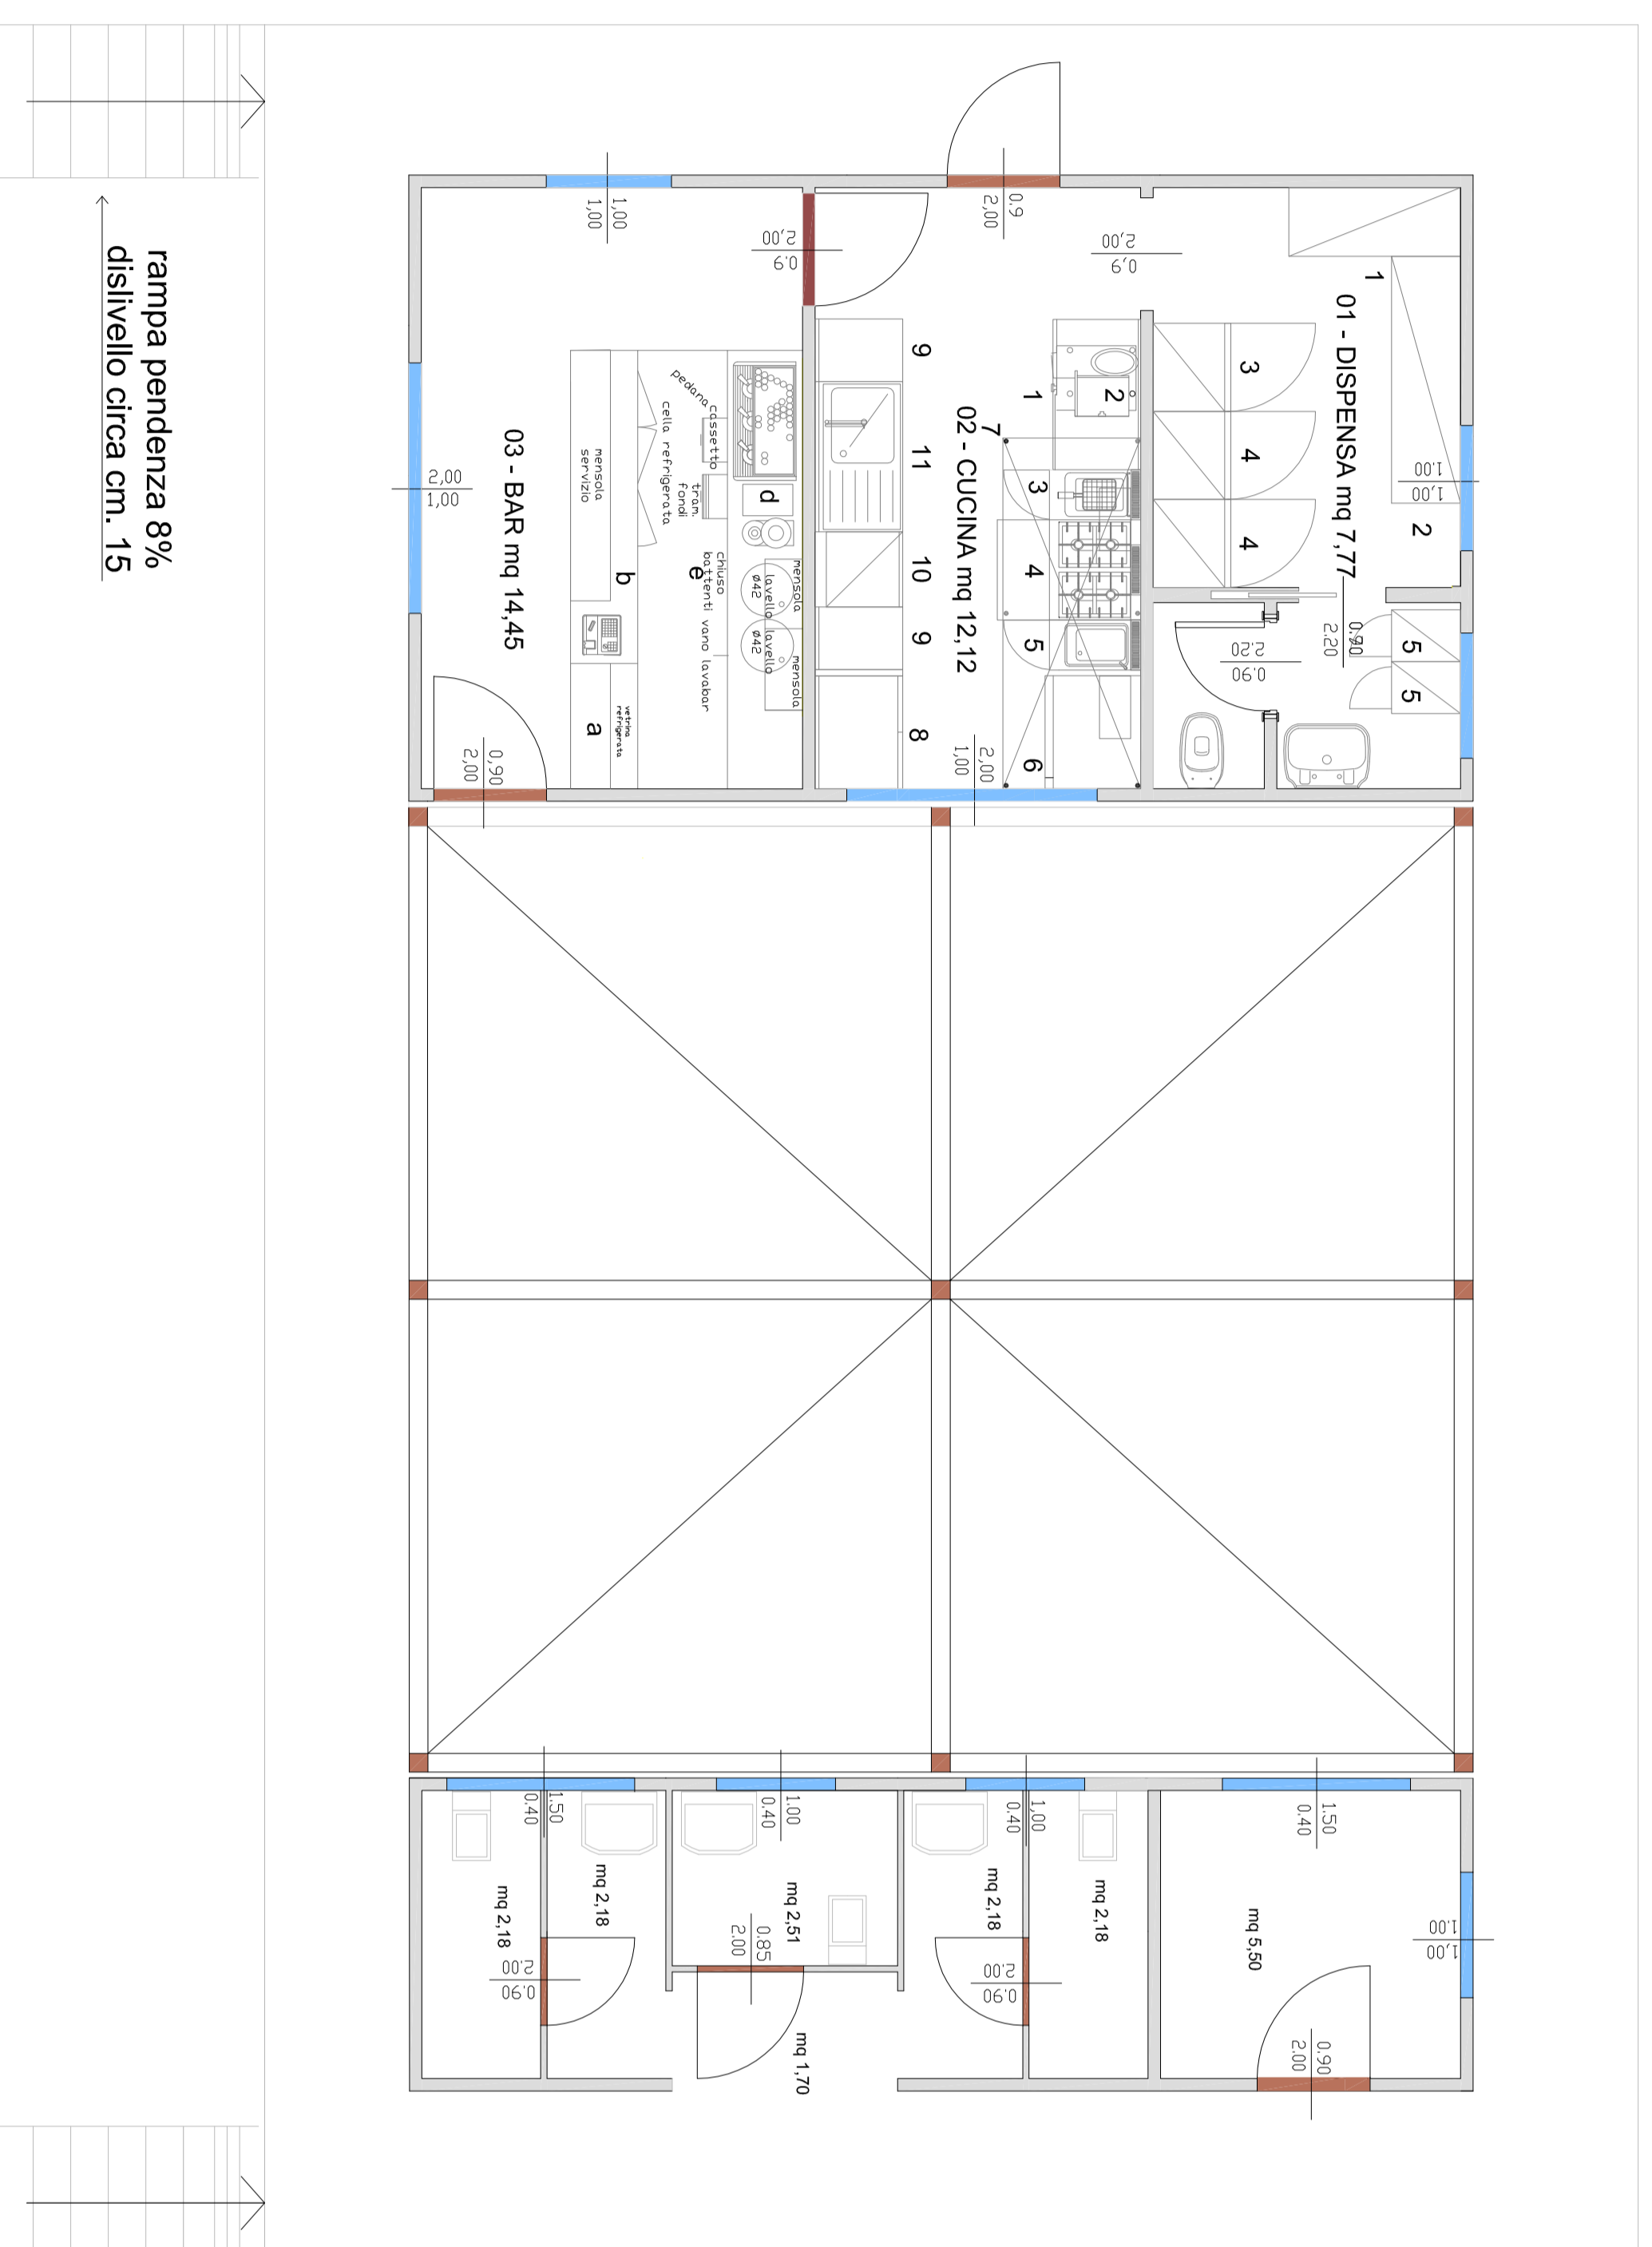 rampa pendenza 8%
dislivello circa cm. 15
01 - DISPENSA mq 7,77
1
2
3
4
4
5
5
1.00
1,00
0.90
2.20
0.90
2.20
0,9
2,00
02 - CUCINA mq 12,12
1
2
3
4
5
6
7
8
9
10
11
9
0.9
2,00
2,00
1,00
0.9
2,00
03 - BAR mq 14,45
a
b
d
e
1,00
1,00
2,00
1,00
0,90
2,00
pedana
cassetto
tram.
fondi
cella refrigerata
mensola
servizio
chiuso
battenti vano lavabar
mensola
lavello
ø42
mensola
lavello
ø42
vetrina
refrigerata
1.50
0.40
1.00
0.40
1,00
0.40
1.50
0.40
1.00
1,00
mq 2,18
mq 2,18
mq 2,51
mq 2,18
mq 2,18
mq 5,50
mq 1,70
0.90
2.00
0.85
2.00
0.90
2.00
0.90
2.00